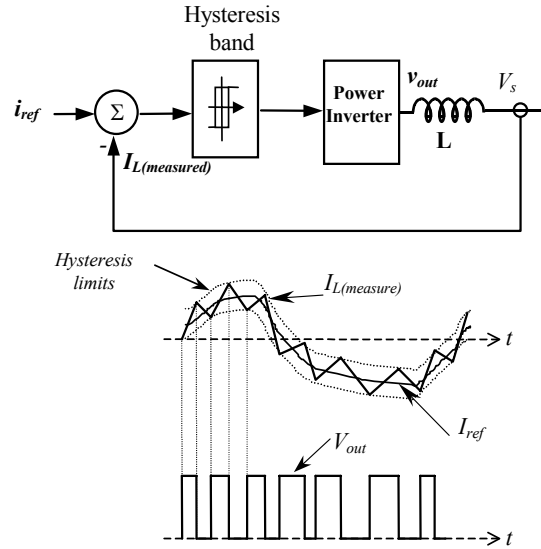 Hysteresis
band
i_ref
Σ
-
I_L(measured)
Power
Inverter
v_out
L
V_s
Hysteresis
limits
I_L(measure)
t
I_ref
V_out
t